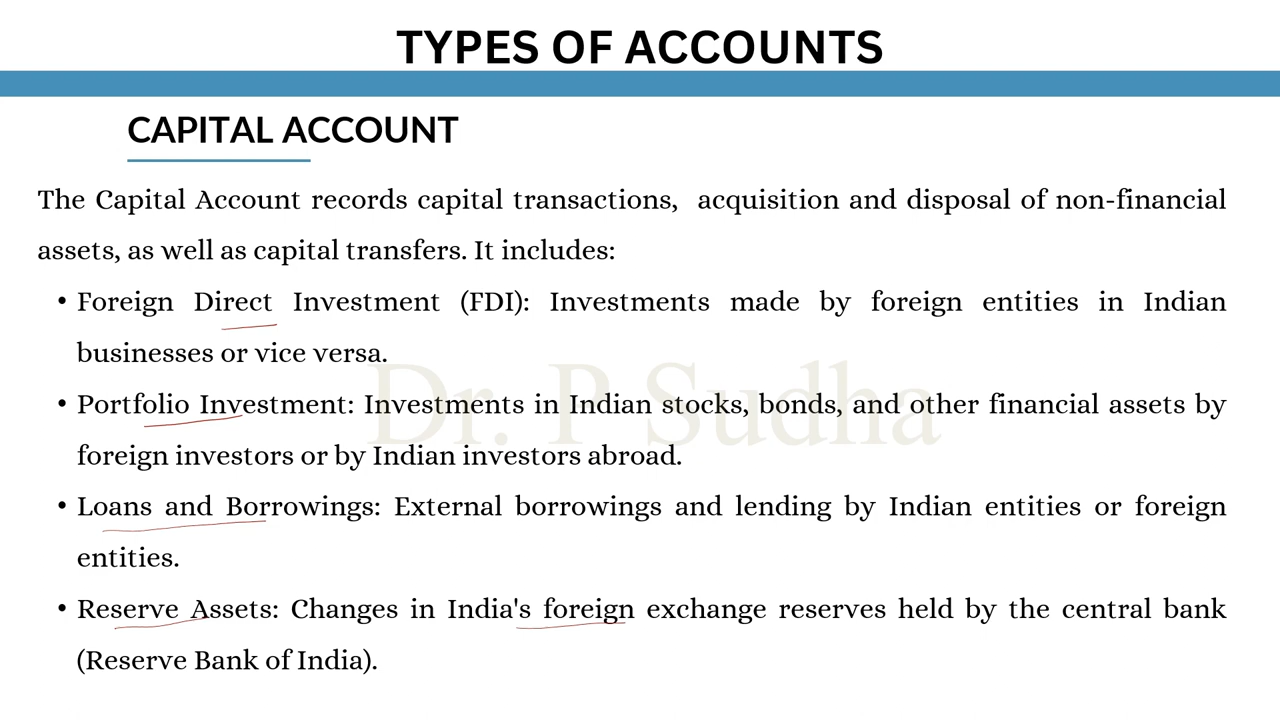 TYPES OF ACCOUNTS
CAPITAL ACCOUNT
The Capital Account records capital transactions, acquisition and disposal of non-financial
assets, as well as capital transfers. It includes:
• Foreign Direct Investment (FDI): Investments made by foreign entities in Indian
businesses or vice versa.
• Portfolio Investment: Investments in Indian stocks, bonds, and other financial assets by
foreign investors or by Indian investors abroad.
• Loans and Borrowings: External borrowings and lending by Indian entities or foreign
entities.
• Reserve Assets: Changes in India's foreign exchange reserves held by the central bank
(Reserve Bank of India).
Dr. P Sudha